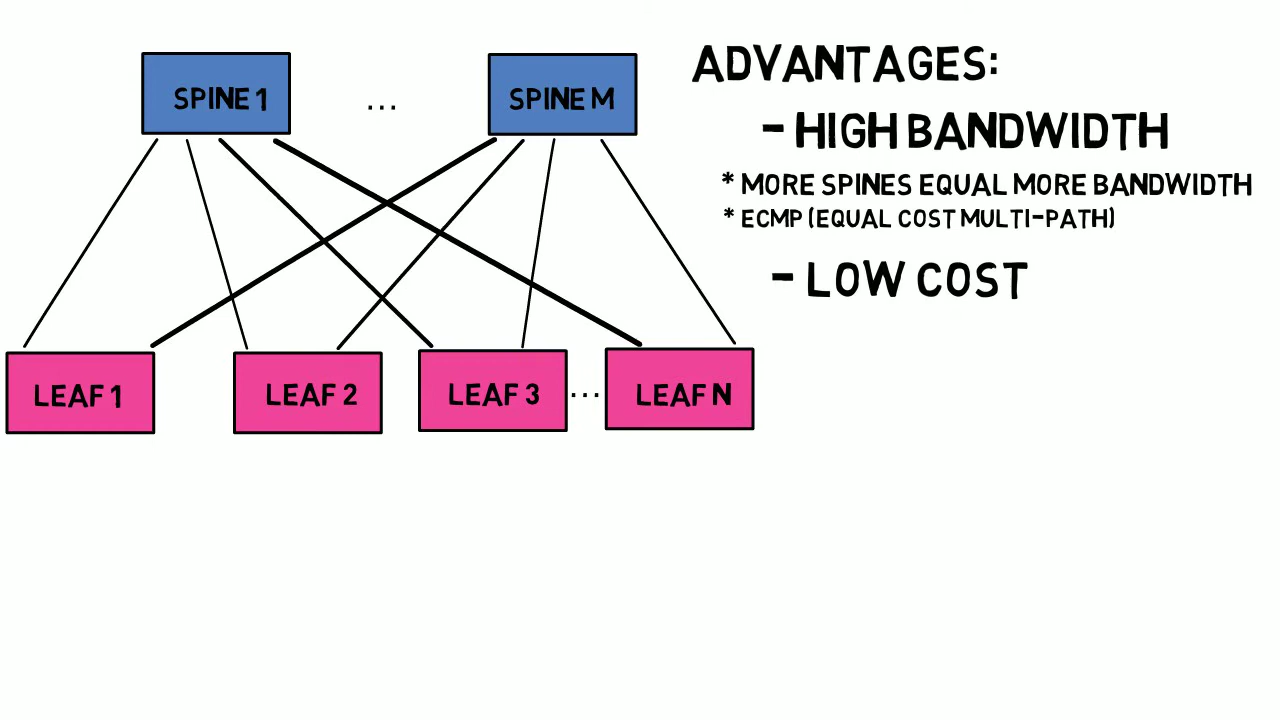 SPINE 1
...
SPINE M
ADVANTAGES:
- HIGH BANDWIDTH
* MORE SPINES EQUAL MORE BANDWIDTH
* ECMP (EQUAL COST MULTI-PATH)
- LOW COST
LEAF 1
LEAF 2
LEAF 3
...
LEAF N